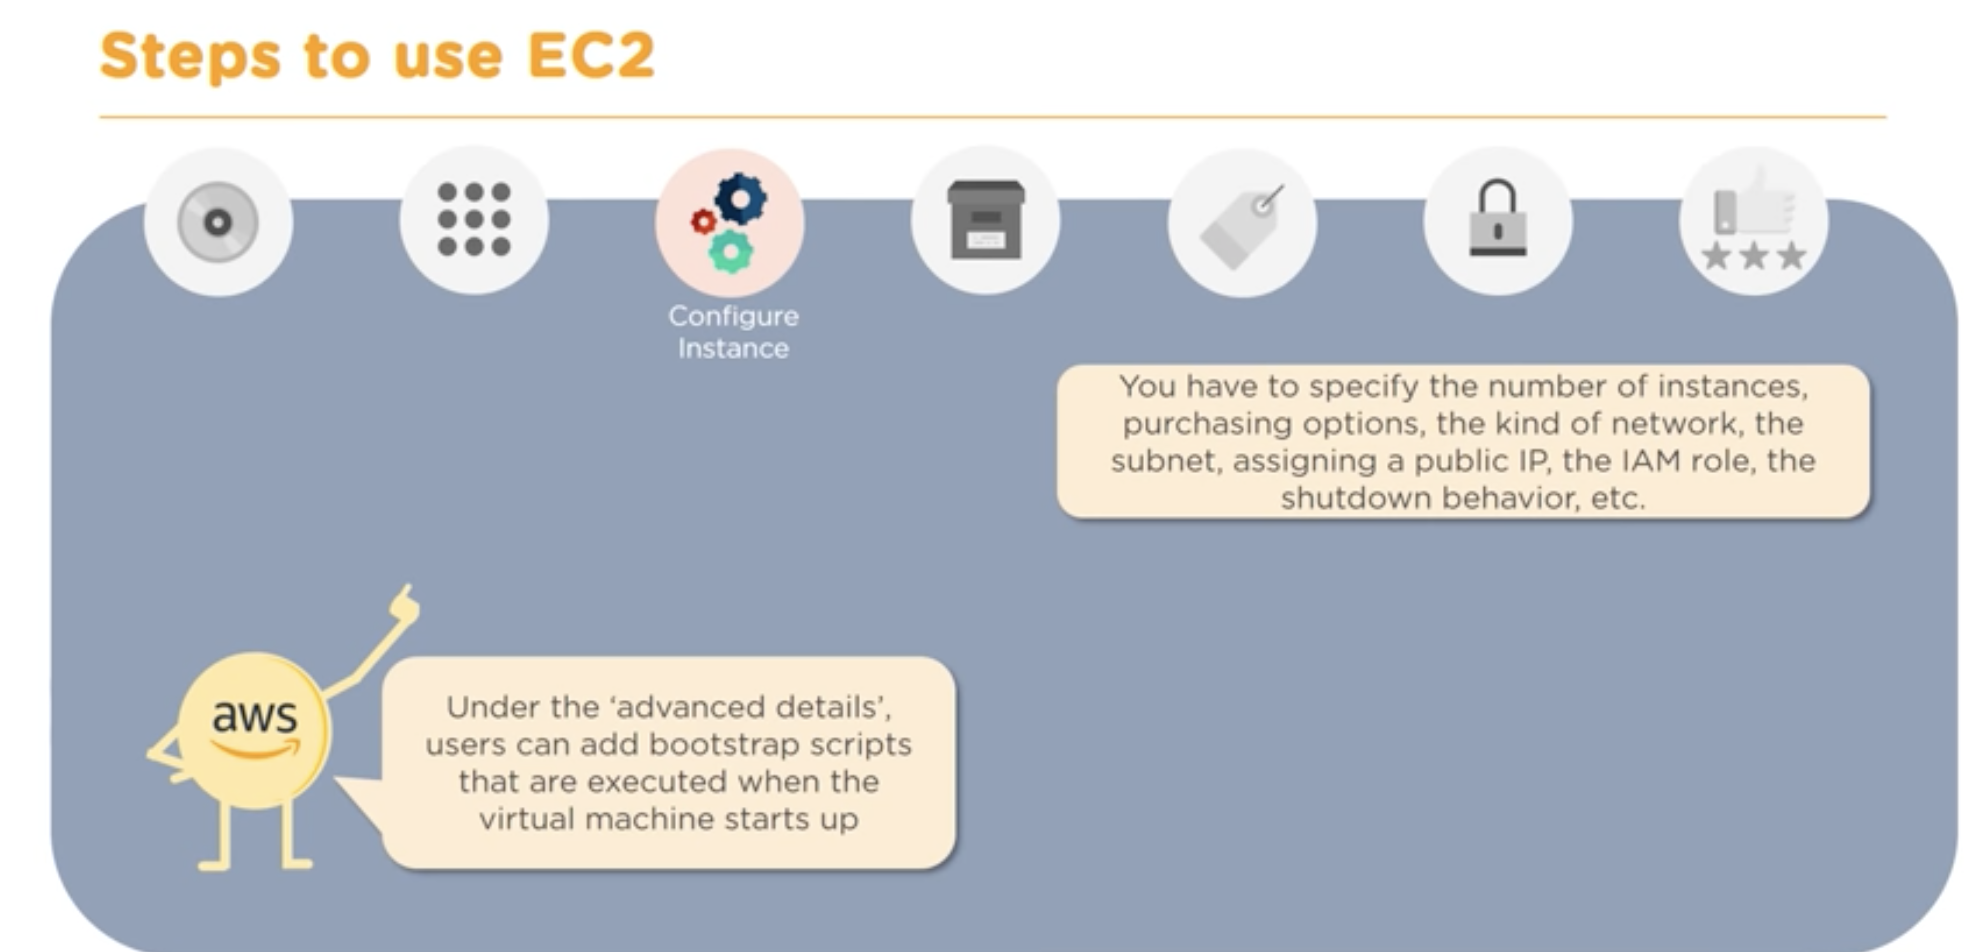 Steps to use EC2
Configure
Instance
You have to specify the number of instances,
purchasing options, the kind of network, the
subnet, assigning a public IP, the IAM role, the
shutdown behavior, etc.
aws
Under the ‘advanced details’,
users can add bootstrap scripts
that are executed when the
virtual machine starts up